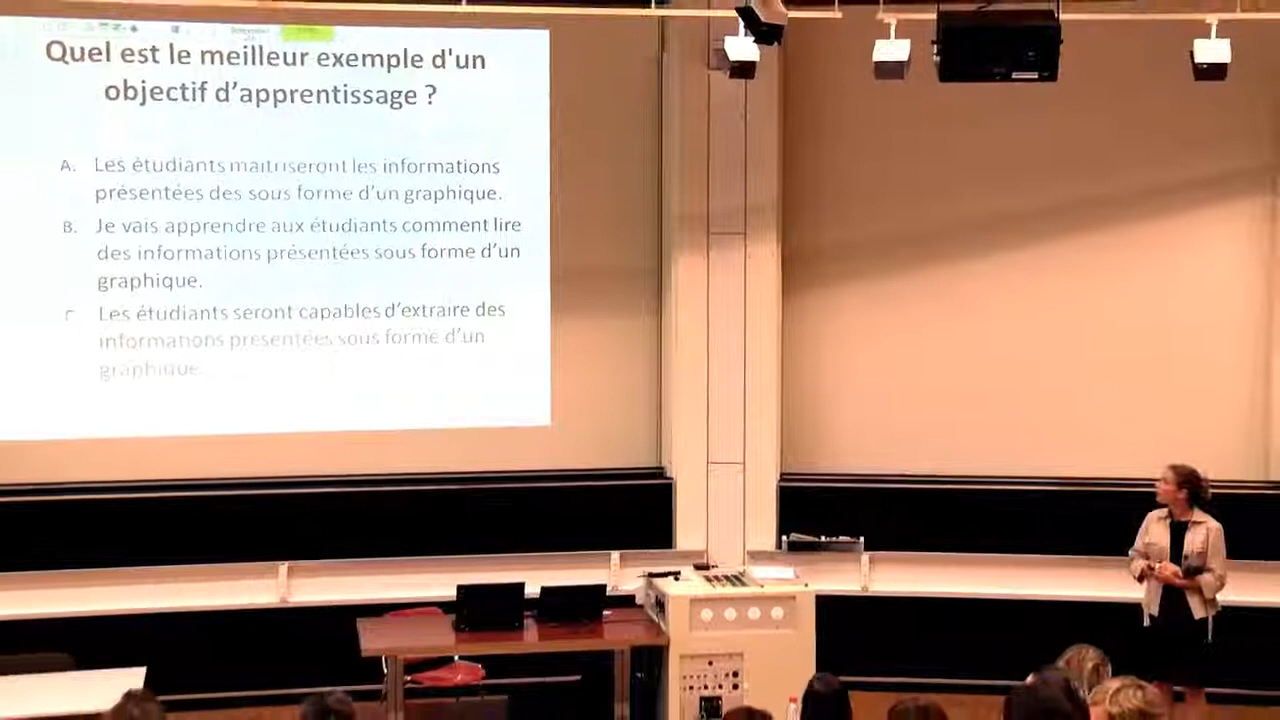 Quel est le meilleur exemple d'un
objectif d’apprentissage ?
A. Les étudiants maitriseront les informations
présentées des sous forme d’un graphique.
B. Je vais apprendre aux étudiants comment lire
des informations présentées sous forme d’un
graphique.
C Les étudiants seront capables d’extraire des
informations présentées sous forme d’un
graphique.